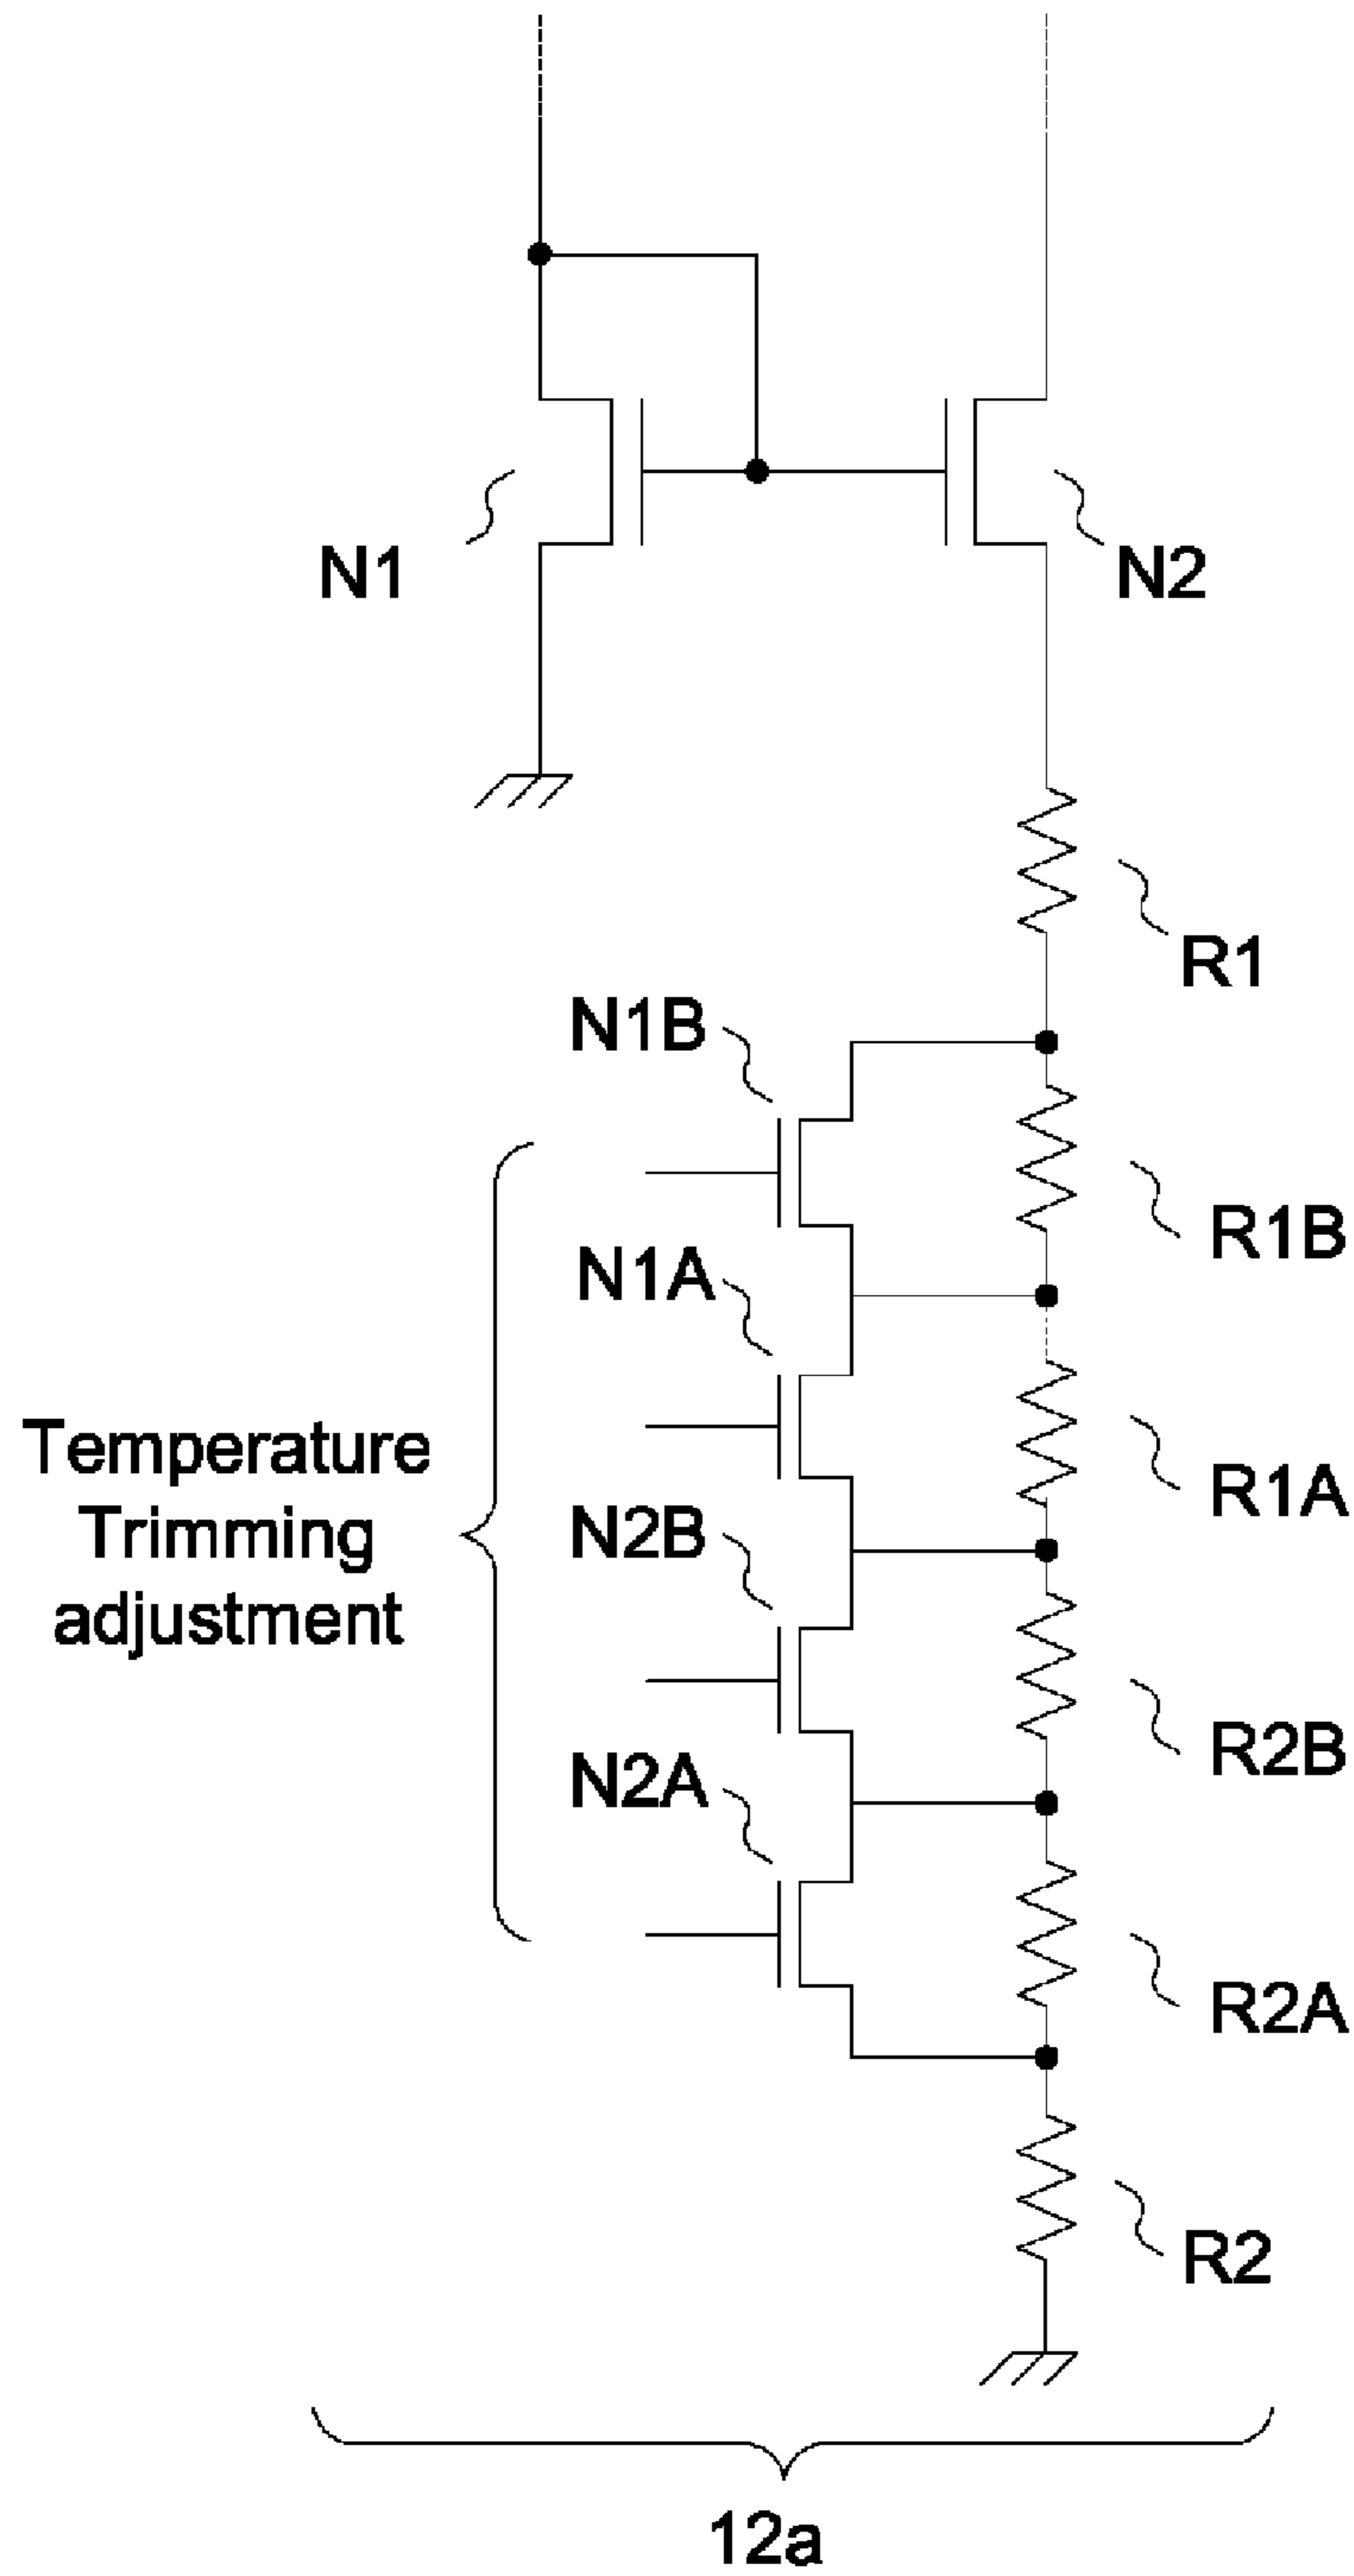 N1
N2
R1
N1B
R1B
N1A
R1A
Temperature
Trimming
adjustment
N2B
R2B
N2A
R2A
R2
12a